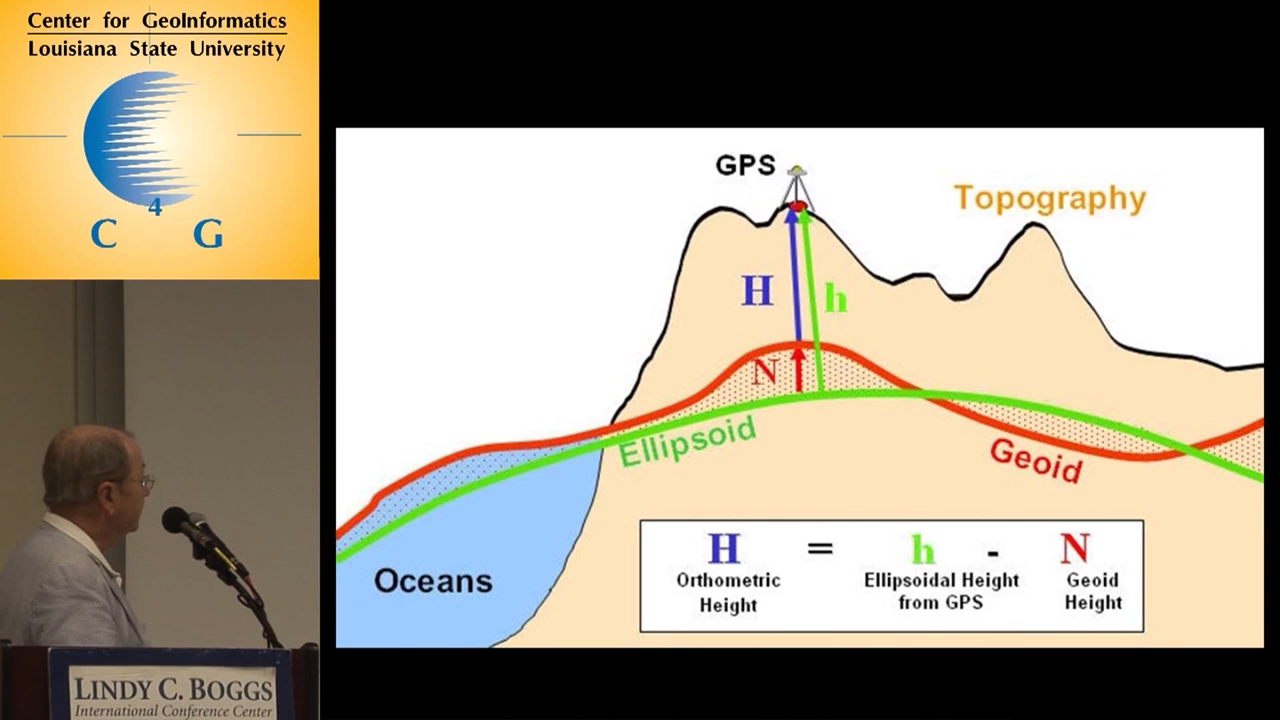 Center for GeoInformatics
Louisiana State University
C 4 G
GPS
Topography
H
h
N
Ellipsoid
Geoid
Oceans
H = h - N
Orthometric Height
Ellipsoidal Height from GPS
Geoid Height
LINDY C. BOGGS
International Conference Center